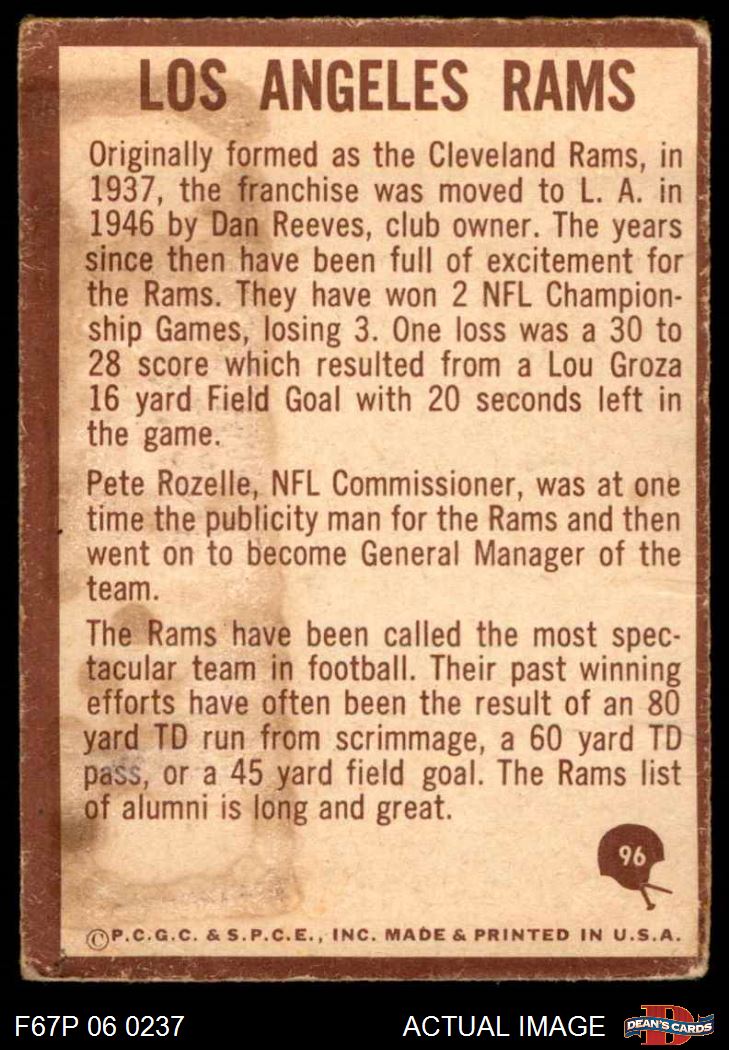 LOS ANGELES RAMS
Originally formed as the Cleveland Rams, in
1937, the franchise was moved to L. A. in
1946 by Dan Reeves, club owner. The years
since then have been full of excitement for
the Rams. They have won 2 NFL Champion-
ship Games, losing 3. One loss was a 30 to
28 score which resulted from a Lou Groza
16 yard Field Goal with 20 seconds left in
the game.
Pete Rozelle, NFL Commissioner, was at one
time the publicity man for the Rams and then
went on to become General Manager of the
team.
The Rams have been called the most spec-
tacular team in football. Their past winning
efforts have often been the result of an 80
yard TD run from scrimmage, a 60 yard TD
pass, or a 45 yard field goal. The Rams list
of alumni is long and great.
96
©P.C.G.C. & S.P.C.E., INC. MADE & PRINTED IN U.S.A.
F67P 06 0237 ACTUAL IMAGE D DEAN'S CARDS